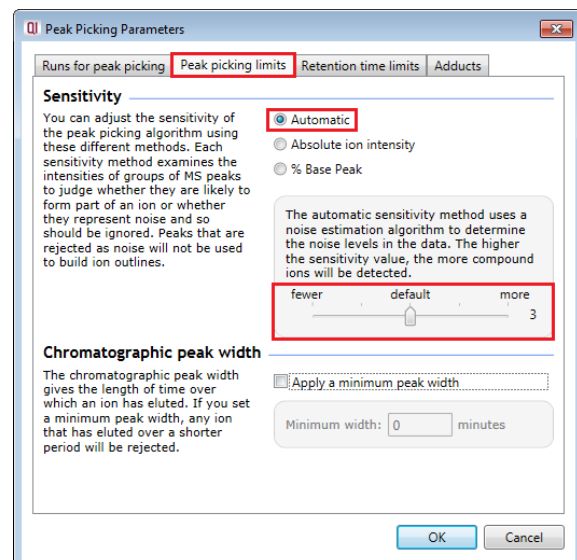 QI Peak Picking Parameters
Runs for peak picking Peak picking limits Retention time limits Adducts
Sensitivity
You can adjust the sensitivity of
the peak picking algorithm using
these different methods. Each
sensitivity method examines the
intensities of groups of MS peaks
to judge whether they are likely to
form part of an ion or whether
they represent noise and so
should be ignored. Peaks that are
rejected as noise will not be used
to build ion outlines.
Automatic
Absolute ion intensity
% Base Peak
The automatic sensitivity method uses a
noise estimation algorithm to determine
the noise levels in the data. The higher
the sensitivity value, the more compound
ions will be detected.
fewer default more
3
Chromatographic peak width
The chromatographic peak width
gives the length of time over
which an ion has eluted. If you set
a minimum peak width, any ion
that has eluted over a shorter
period will be rejected.
Apply a minimum peak width
Minimum width: 0 minutes
OK Cancel